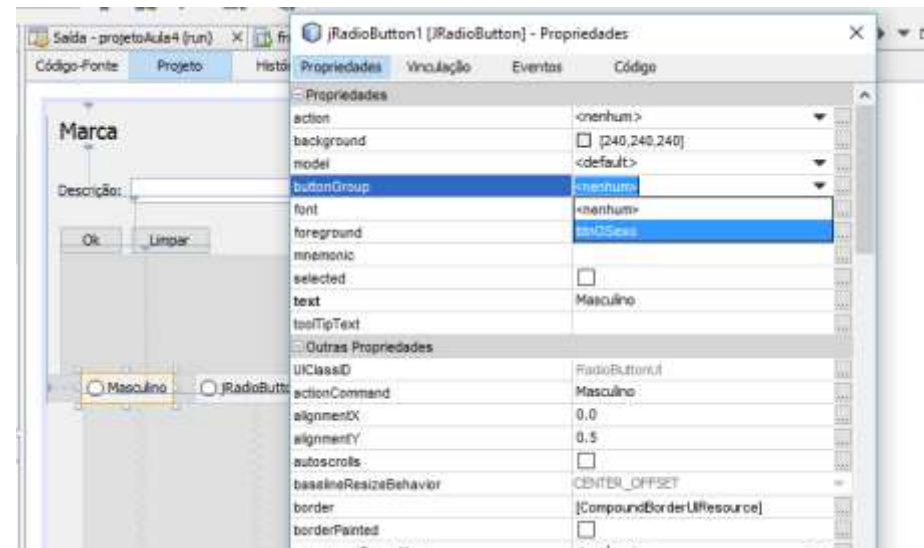 Saída - projetoAula4 (run)
jRadioButton1 [JRadioButton] - Propriedades
Código-Fonte Projeto Histó
Propriedades Vinculação Eventos Código
Marca
Descrição:
Ok Limpar
Masculino jRadioButto
Propriedades
action <nenhum>
background [240,240,240]
model <default>
buttonGroup <nenhum>
font <nenhum>
foreground
mnemonic
selected
text Masculino
toolTipText
Outras Propriedades
UIClassID RadioButtonUI
actionCommand Masculino
alignmentX 0.0
alignmentY 0.5
autoscrolls
baselineResizeBehavior CENTER_OFFSET
border [CompoundBorderUIResource]
borderPainted